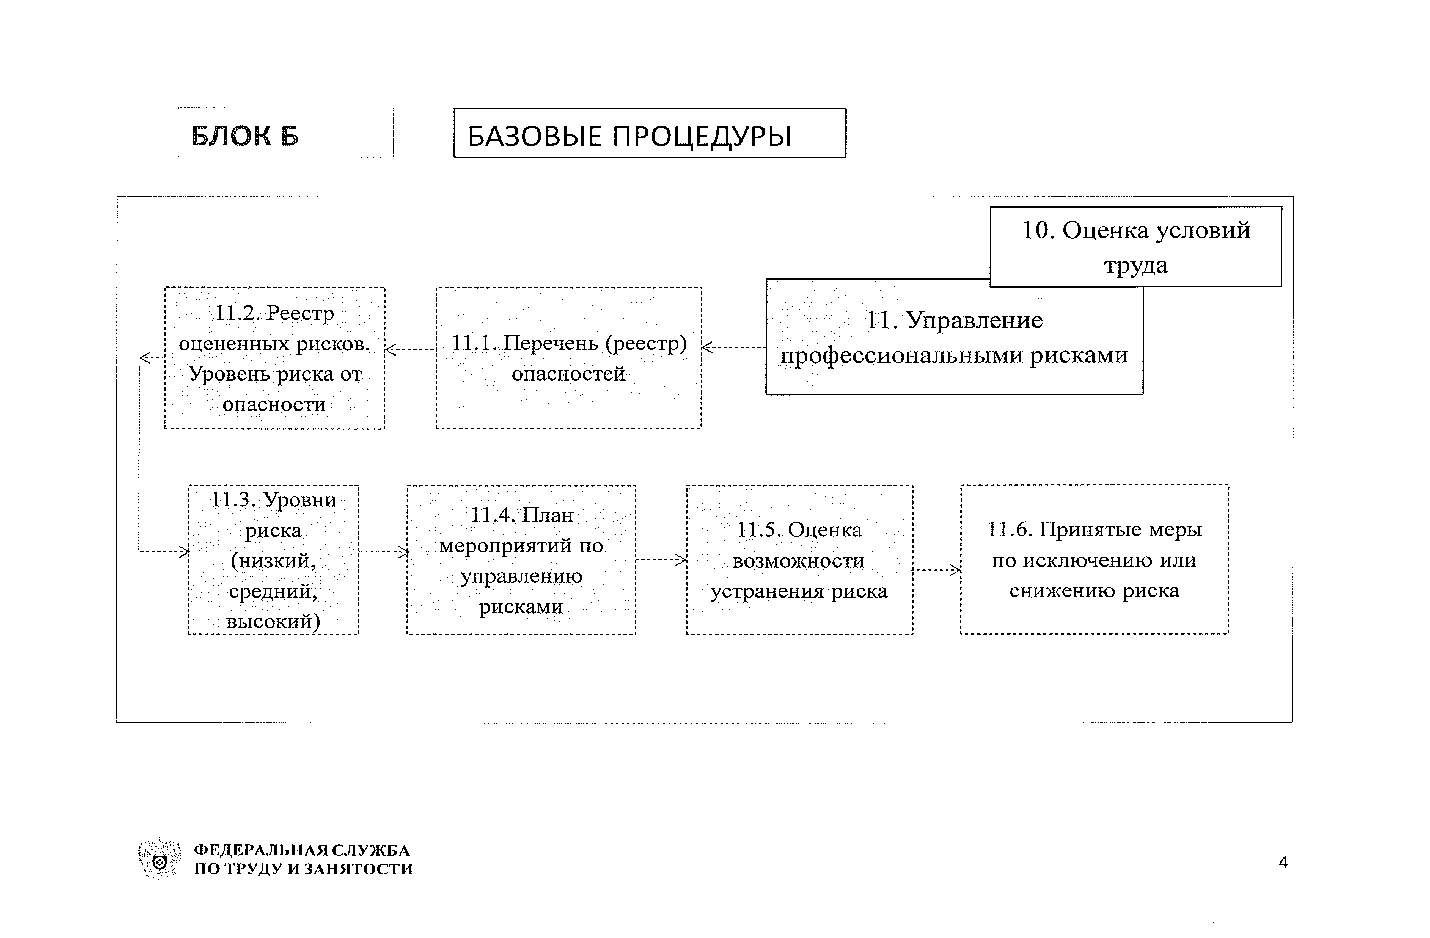 БЛОК Б
БАЗОВЫЕ ПРОЦЕДУРЫ
10. Оценка условий
труда
11. Управление
профессиональными рисками
11.1. Перечень (реестр)
опасностей
11.2. Реестр
оцененных рисков.
Уровень риска от
опасности
11.3. Уровни
риска
(низкий,
средний,
высокий)
11.4. План
мероприятий по
управлению
рисками
11.5. Оценка
возможности
устранения риска
11.6. Принятые меры
по исключению или
снижению риска
ФЕДЕРАЛЬНАЯ СЛУЖБА
ПО ТРУДУ И ЗАНЯТОСТИ
4